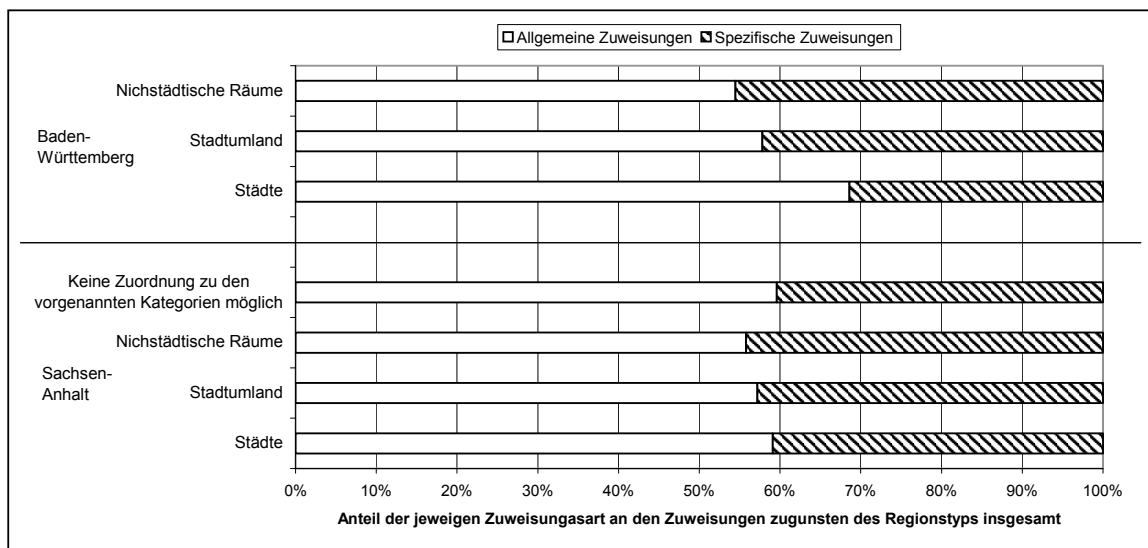 Allgemeine Zuweisungen Spezifische Zuweisungen
Nichstädtische Räume
Baden-
Württemberg
Stadtumland
Städte
Keine Zuordnung zu den
vorgenannten Kategorien möglich
Nichstädtische Räume
Sachsen-
Anhalt
Stadtumland
Städte
0% 10% 20% 30% 40% 50% 60% 70% 80% 90% 100%
Anteil der jeweigen Zuweisungasart an den Zuweisungen zugunsten des Regionstyps insgesamt